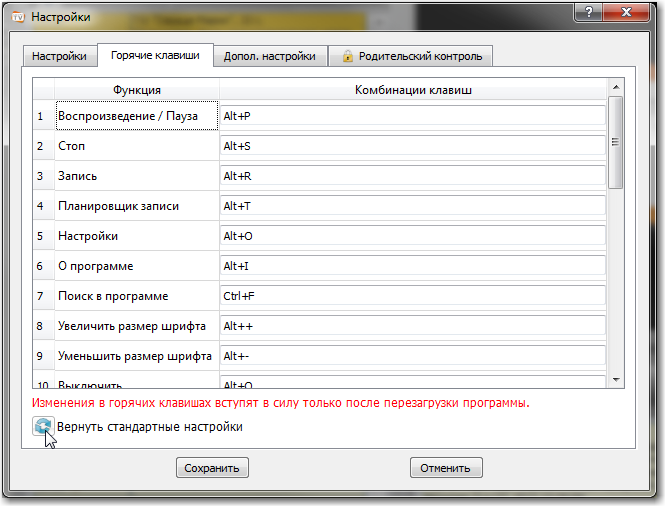 TV Настройки
Настройки Горячие клавиши Допол. настройки Родительский контроль
Функция Комбинации клавиш
1 Воспроизведение / Пауза Alt+P
2 Стоп Alt+S
3 Запись Alt+R
4 Планировщик записи Alt+T
5 Настройки Alt+O
6 О программе Alt+I
7 Поиск в программе Ctrl+F
8 Увеличить размер шрифта Alt++
9 Уменьшить размер шрифта Alt+-
10 Выключить
Изменения в горячих клавишах вступят в силу только после перезагрузки программы.
Вернуть стандартные настройки
Сохранить Отменить